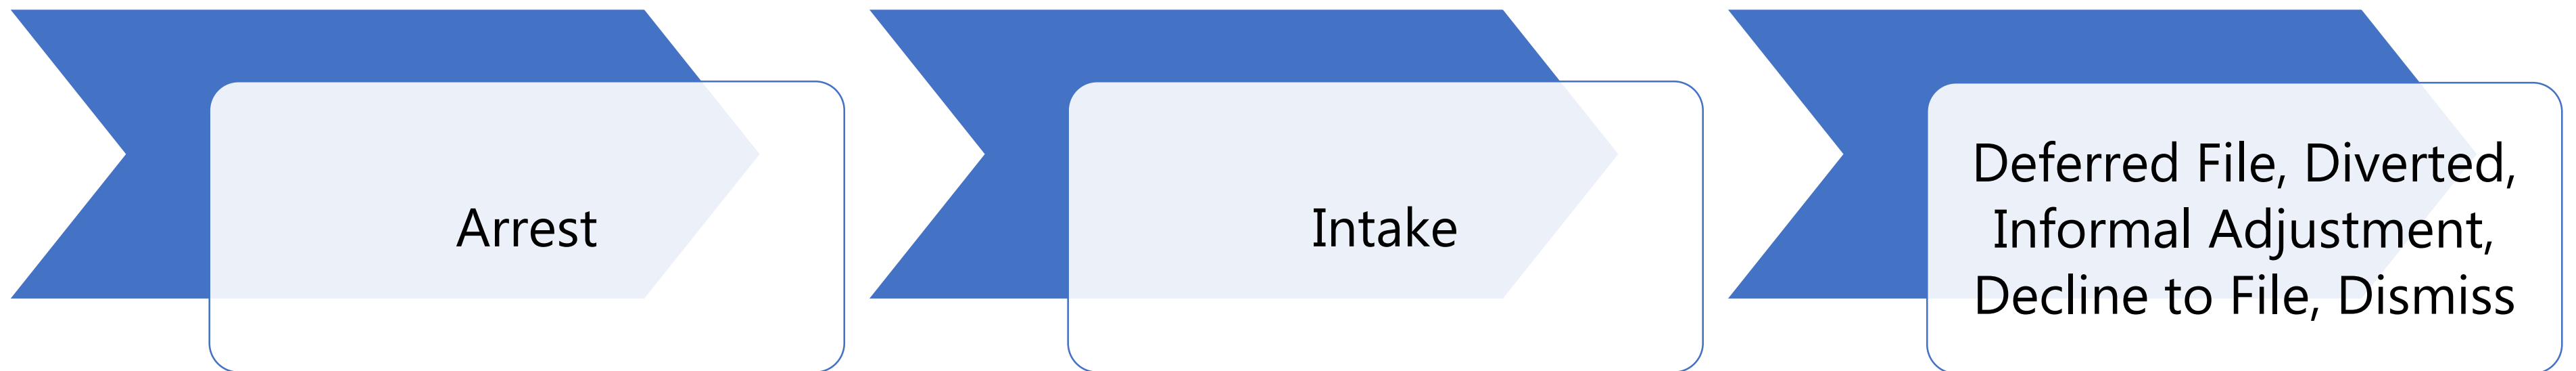 Arrest
Intake
Deferred File, Diverted,
Informal Adjustment,
Decline to File, Dismiss